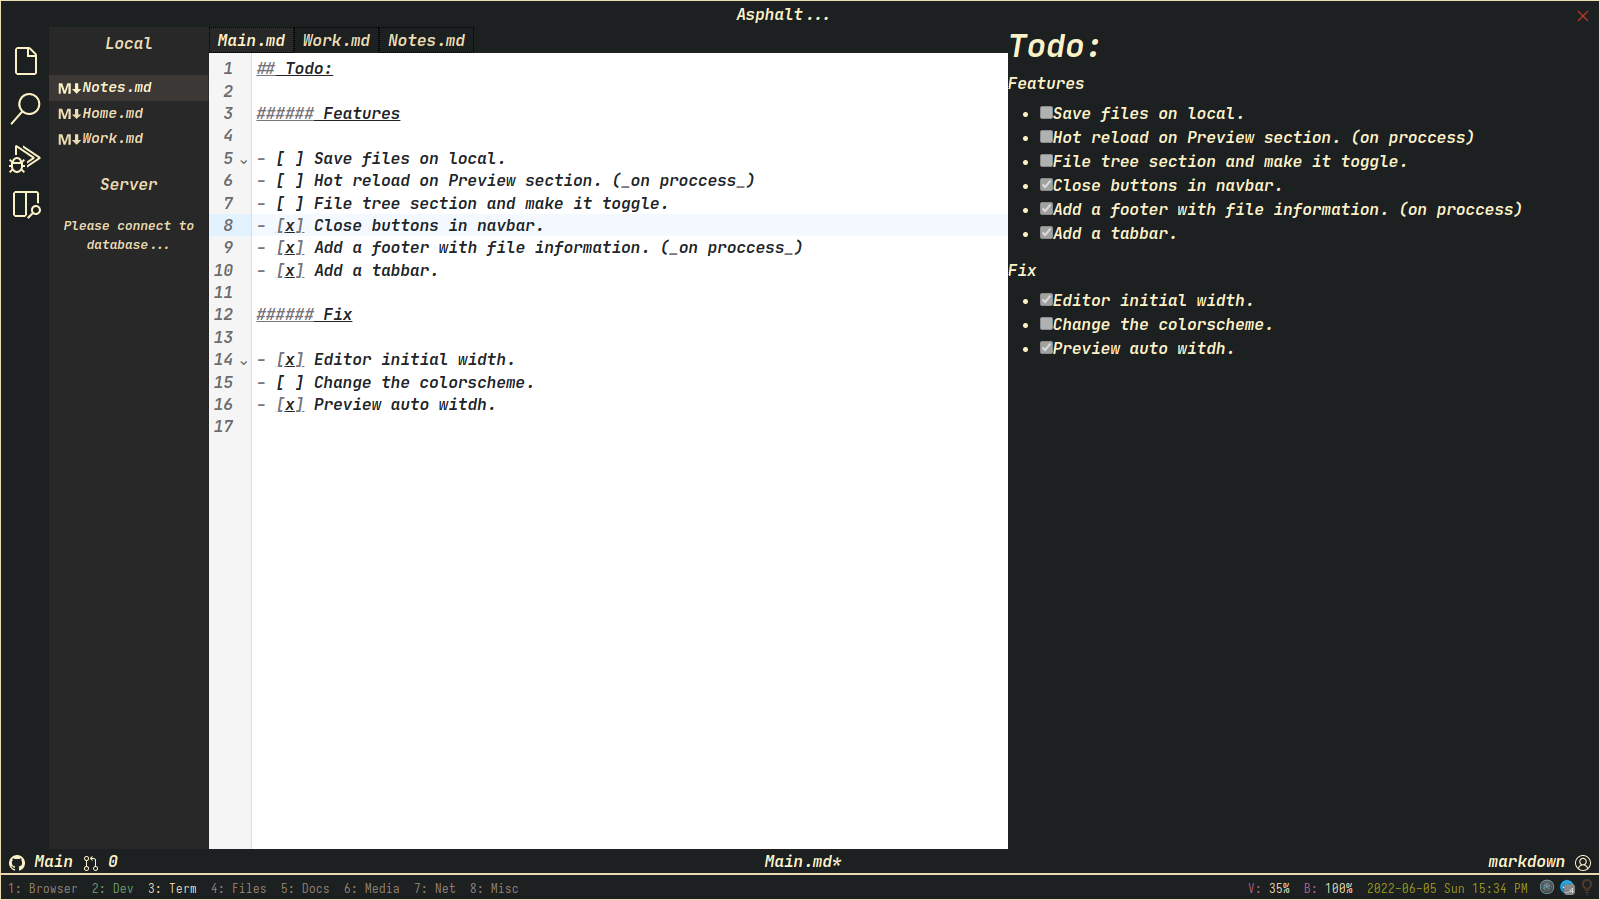 Asphalt...
Local
Notes.md
Home.md
Work.md
Server
Please connect to
database...
Main.md Work.md Notes.md
1 ## Todo:
2
3 ###### Features
4
5 - [ ] Save files on local.
6 - [ ] Hot reload on Preview section. (_on proccess_)
7 - [ ] File tree section and make it toggle.
8 - [x] Close buttons in navbar.
9 - [x] Add a footer with file information. (_on proccess_)
10 - [x] Add a tabbar.
11
12 ###### Fix
13
14 - [x] Editor initial width.
15 - [ ] Change the colorscheme.
16 - [x] Preview auto witdh.
17
Todo:
Features
Save files on local.
Hot reload on Preview section. (on proccess)
File tree section and make it toggle.
Close buttons in navbar.
Add a footer with file information. (on proccess)
Add a tabbar.
Fix
Editor initial width.
Change the colorscheme.
Preview auto witdh.
Main 0 Main.md* markdown
1: Browser 2: Dev 3: Term 4: Files 5: Docs 6: Media 7: Net 8: Misc V: 35% B: 100% 2022-06-05 Sun 15:34 PM